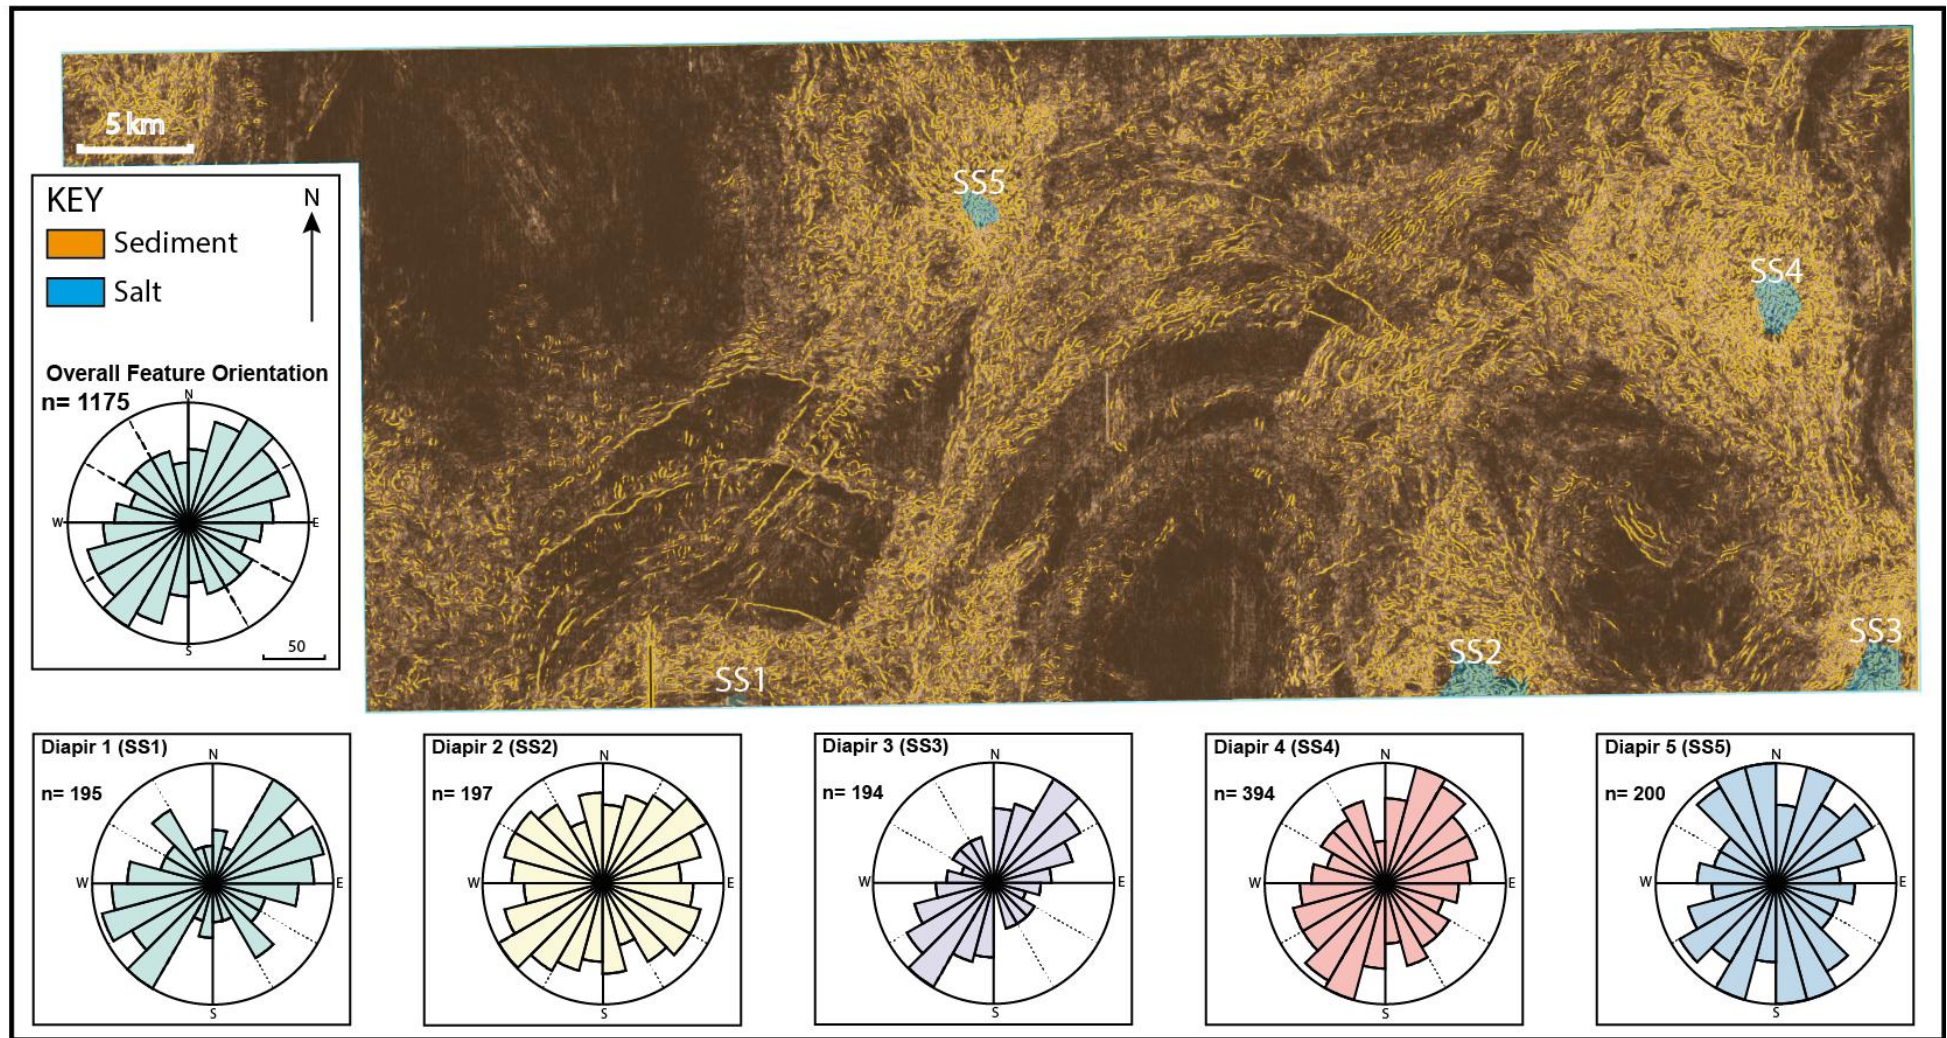 5 km
KEY
N
Sediment
Salt
Overall Feature Orientation
n= 1175
N
W
E
S
50
SS5
SS4
SS3
SS2
SS1
Diapir 1 (SS1)
n= 195
N
W
E
S
Diapir 2 (SS2)
n= 197
N
W
E
S
Diapir 3 (SS3)
n= 194
N
W
E
S
Diapir 4 (SS4)
n= 394
N
W
E
S
Diapir 5 (SS5)
n= 200
N
W
E
S